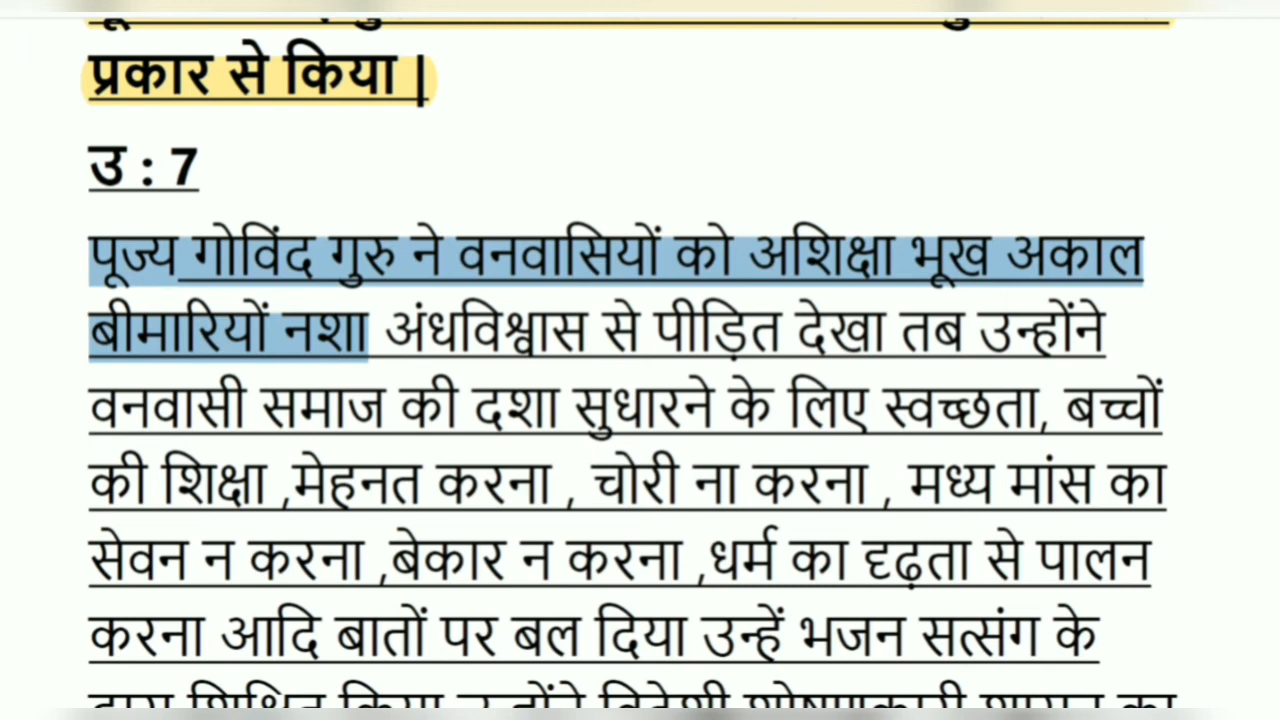 प्रकार से किया |
उ : 7
पूज्य गोविंद गुरु ने वनवासियों को अशिक्षा भूख अकाल
बीमारियों नशा अंधविश्वास से पीड़ित देखा तब उन्होंने
वनवासी समाज की दशा सुधारने के लिए स्वच्छता, बच्चों
की शिक्षा ,मेहनत करना , चोरी ना करना , मध्य मांस का
सेवन न करना ,बेकार न करना ,धर्म का दृढ़ता से पालन
करना आदि बातों पर बल दिया उन्हें भजन सत्संग के